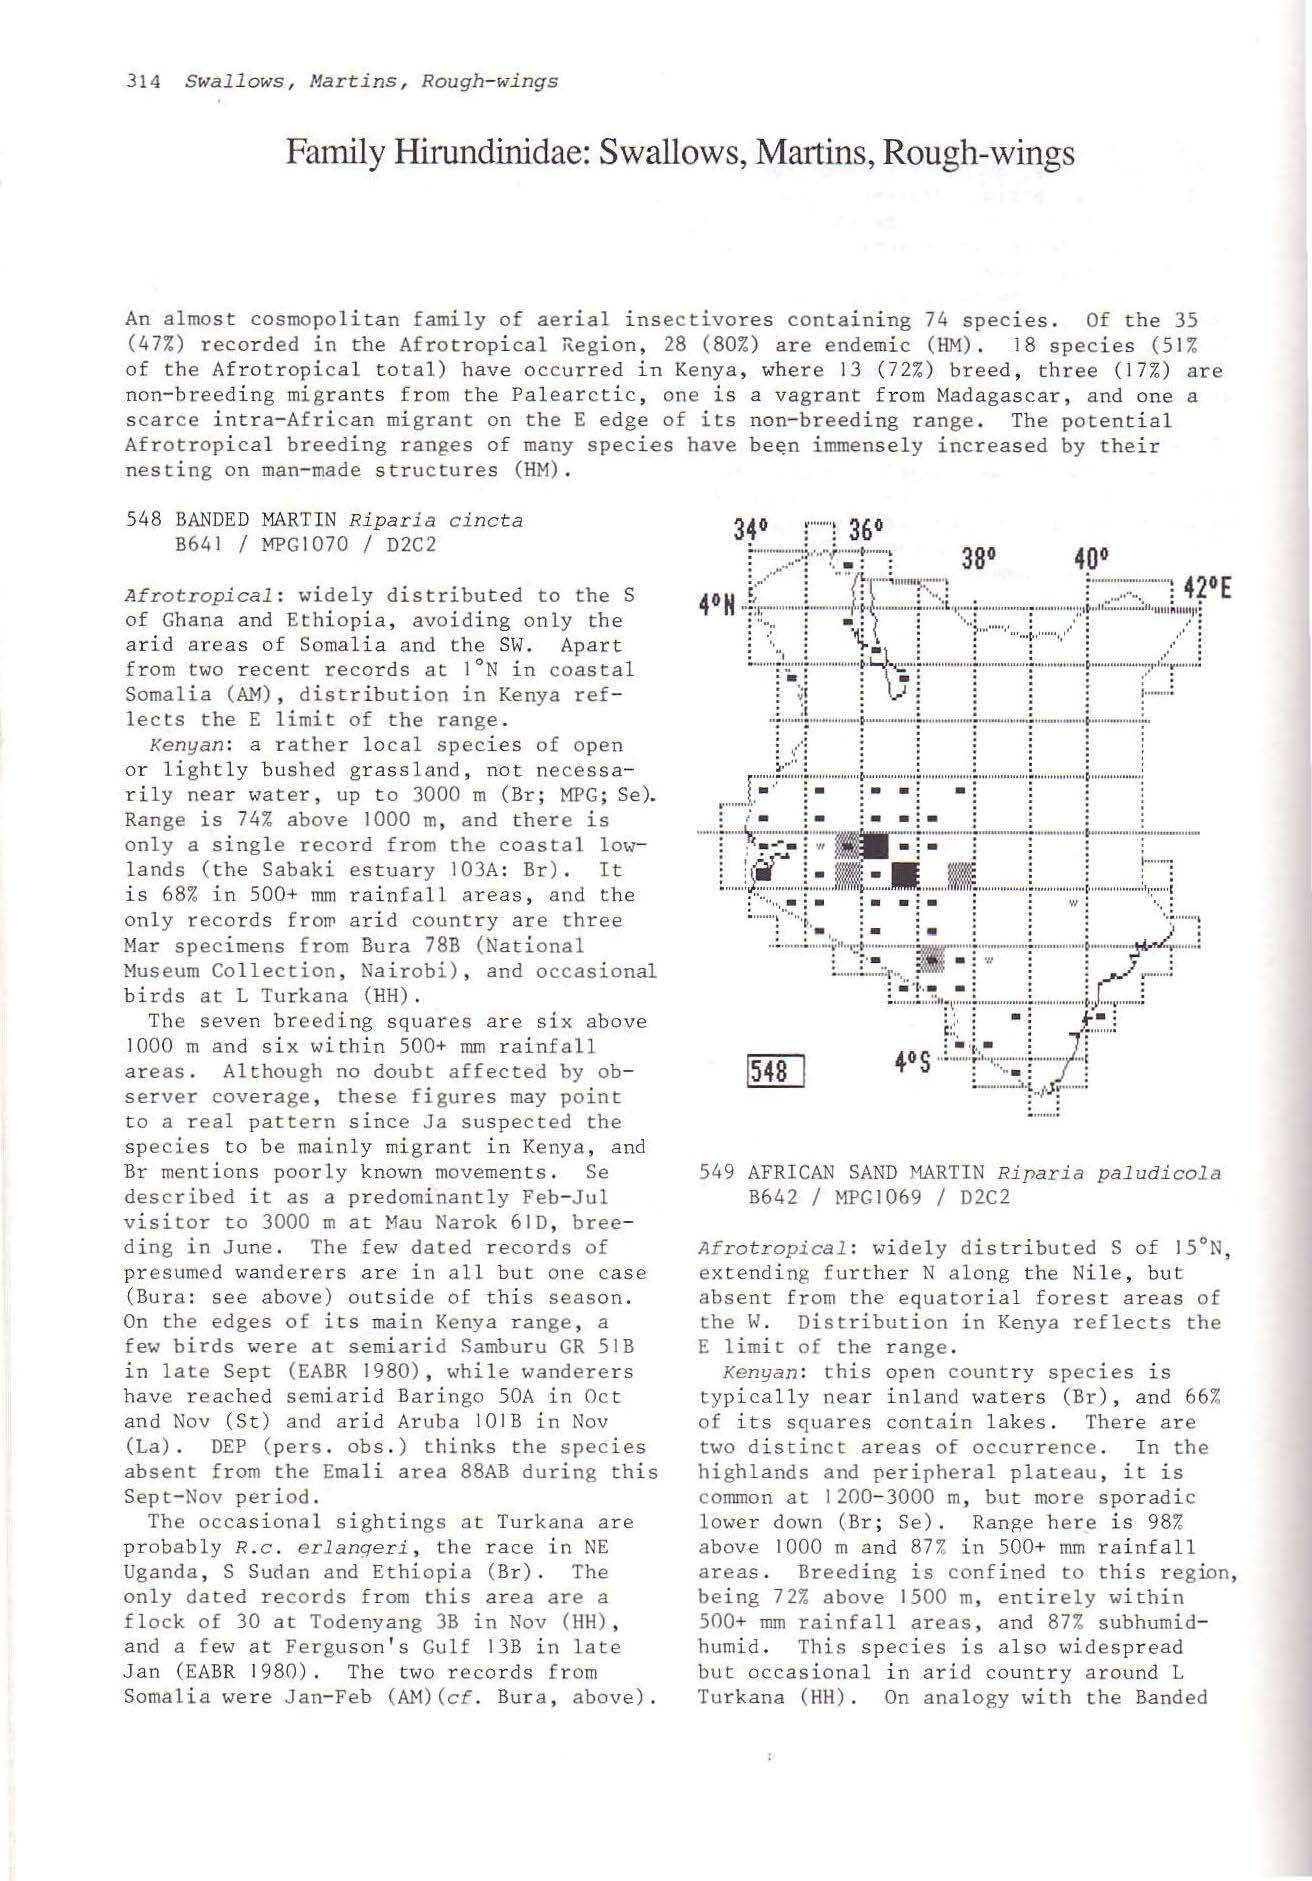 314 Swallows, Martins, Rough-wings
Family Hirundinidae: Swallows, Martins, Rough-wings
An almost cosmopolitan family of aerial insectivores containing 74 species. Of the 35
(47%) recorded in the Afrotropical Region, 28 (80%) are endemic (HM). 18 species (51%
of the Afrotropical total) have occurred in Kenya, where 13 (72%) breed, three (17%) are
non-breeding migrants from the Palearctic, one is a vagrant from Madagascar, and one a
scarce intra-African migrant on the E edge of its non-breeding range. The potential
Afrotropical breeding ranges of many species have been immensely increased by their
nesting on man-made structures (HM).
548 BANDED MARTIN Riparia cincta
B641 / MPG1070 / D2C2
Afrotropical: widely distributed to the S
of Ghana and Ethiopia, avoiding only the
arid areas of Somalia and the SW. Apart
from two recent records at 1°N in coastal
Somalia (AM), distribution in Kenya ref-
lects the E limit of the range.
Kenyan: a rather local species of open
or lightly bushed grassland, not necessa-
rily near water, up to 3000 m (Br; MPG; Se).
Range is 74% above 1000 m, and there is
only a single record from the coastal low-
lands (the Sabaki estuary 103A: Br). It
is 68% in 500+ mm rainfall areas, and the
only records from arid country are three
Mar specimens from Bura 78B (National
Museum Collection, Nairobi), and occasional
birds at L Turkana (HH).
The seven breeding squares are six above
1000 m and six within 500+ mm rainfall
areas. Although no doubt affected by ob-
server coverage, these figures may point
to a real pattern since Ja suspected the
species to be mainly migrant in Kenya, and
Br mentions poorly known movements. Se
described it as a predominantly Feb-Jul
visitor to 3000 m at Mau Narok 61D, bree-
ding in June. The few dated records of
presumed wanderers are in all but one case
(Bura: see above) outside of this season.
On the edges of its main Kenya range, a
few birds were at semiarid Samburu GR 51B
in late Sept (EABR 1980), while wanderers
have reached semiarid Baringo 50A in Oct
and Nov (St) and arid Aruba 101B in Nov
(La). DEP (pers. obs.) thinks the species
absent from the Emali area 88AB during this
Sept-Nov period.
The occasional sightings at Turkana are
probably R.c. erlangeri, the race in NE
Uganda, S Sudan and Ethiopia (Br). The
only dated records from this area are a
flock of 30 at Todenyang 3B in Nov (HH),
and a few at Ferguson's Gulf 13B in late
Jan (EABR 1980). The two records from
Somalia were Jan-Feb (AM)(cf. Bura, above).
34° 36°
38° 40°
42°E
4°N
W
W
W
4°S
548
549 AFRICAN SAND MARTIN Riparia paludicola
B642 / MPG1069 / D2C2
Afrotropical: widely distributed S of 15°N,
extending further N along the Nile, but
absent from the equatorial forest areas of
the W. Distribution in Kenya reflects the
E limit of the range.
Kenyan: this open country species is
typically near inland waters (Br), and 66%
of its squares contain lakes. There are
two distinct areas of occurrence. In the
highlands and peripheral plateau, it is
common at 1200-3000 m, but more sporadic
lower down (Br; Se). Range here is 98%
above 1000 m and 87% in 500+ mm rainfall
areas. Breeding is confined to this region,
being 72% above 1500 m, entirely within
500+ mm rainfall areas, and 87% subhumid-
humid. This species is also widespread
but occasional in arid country around L
Turkana (HH). On analogy with the Banded